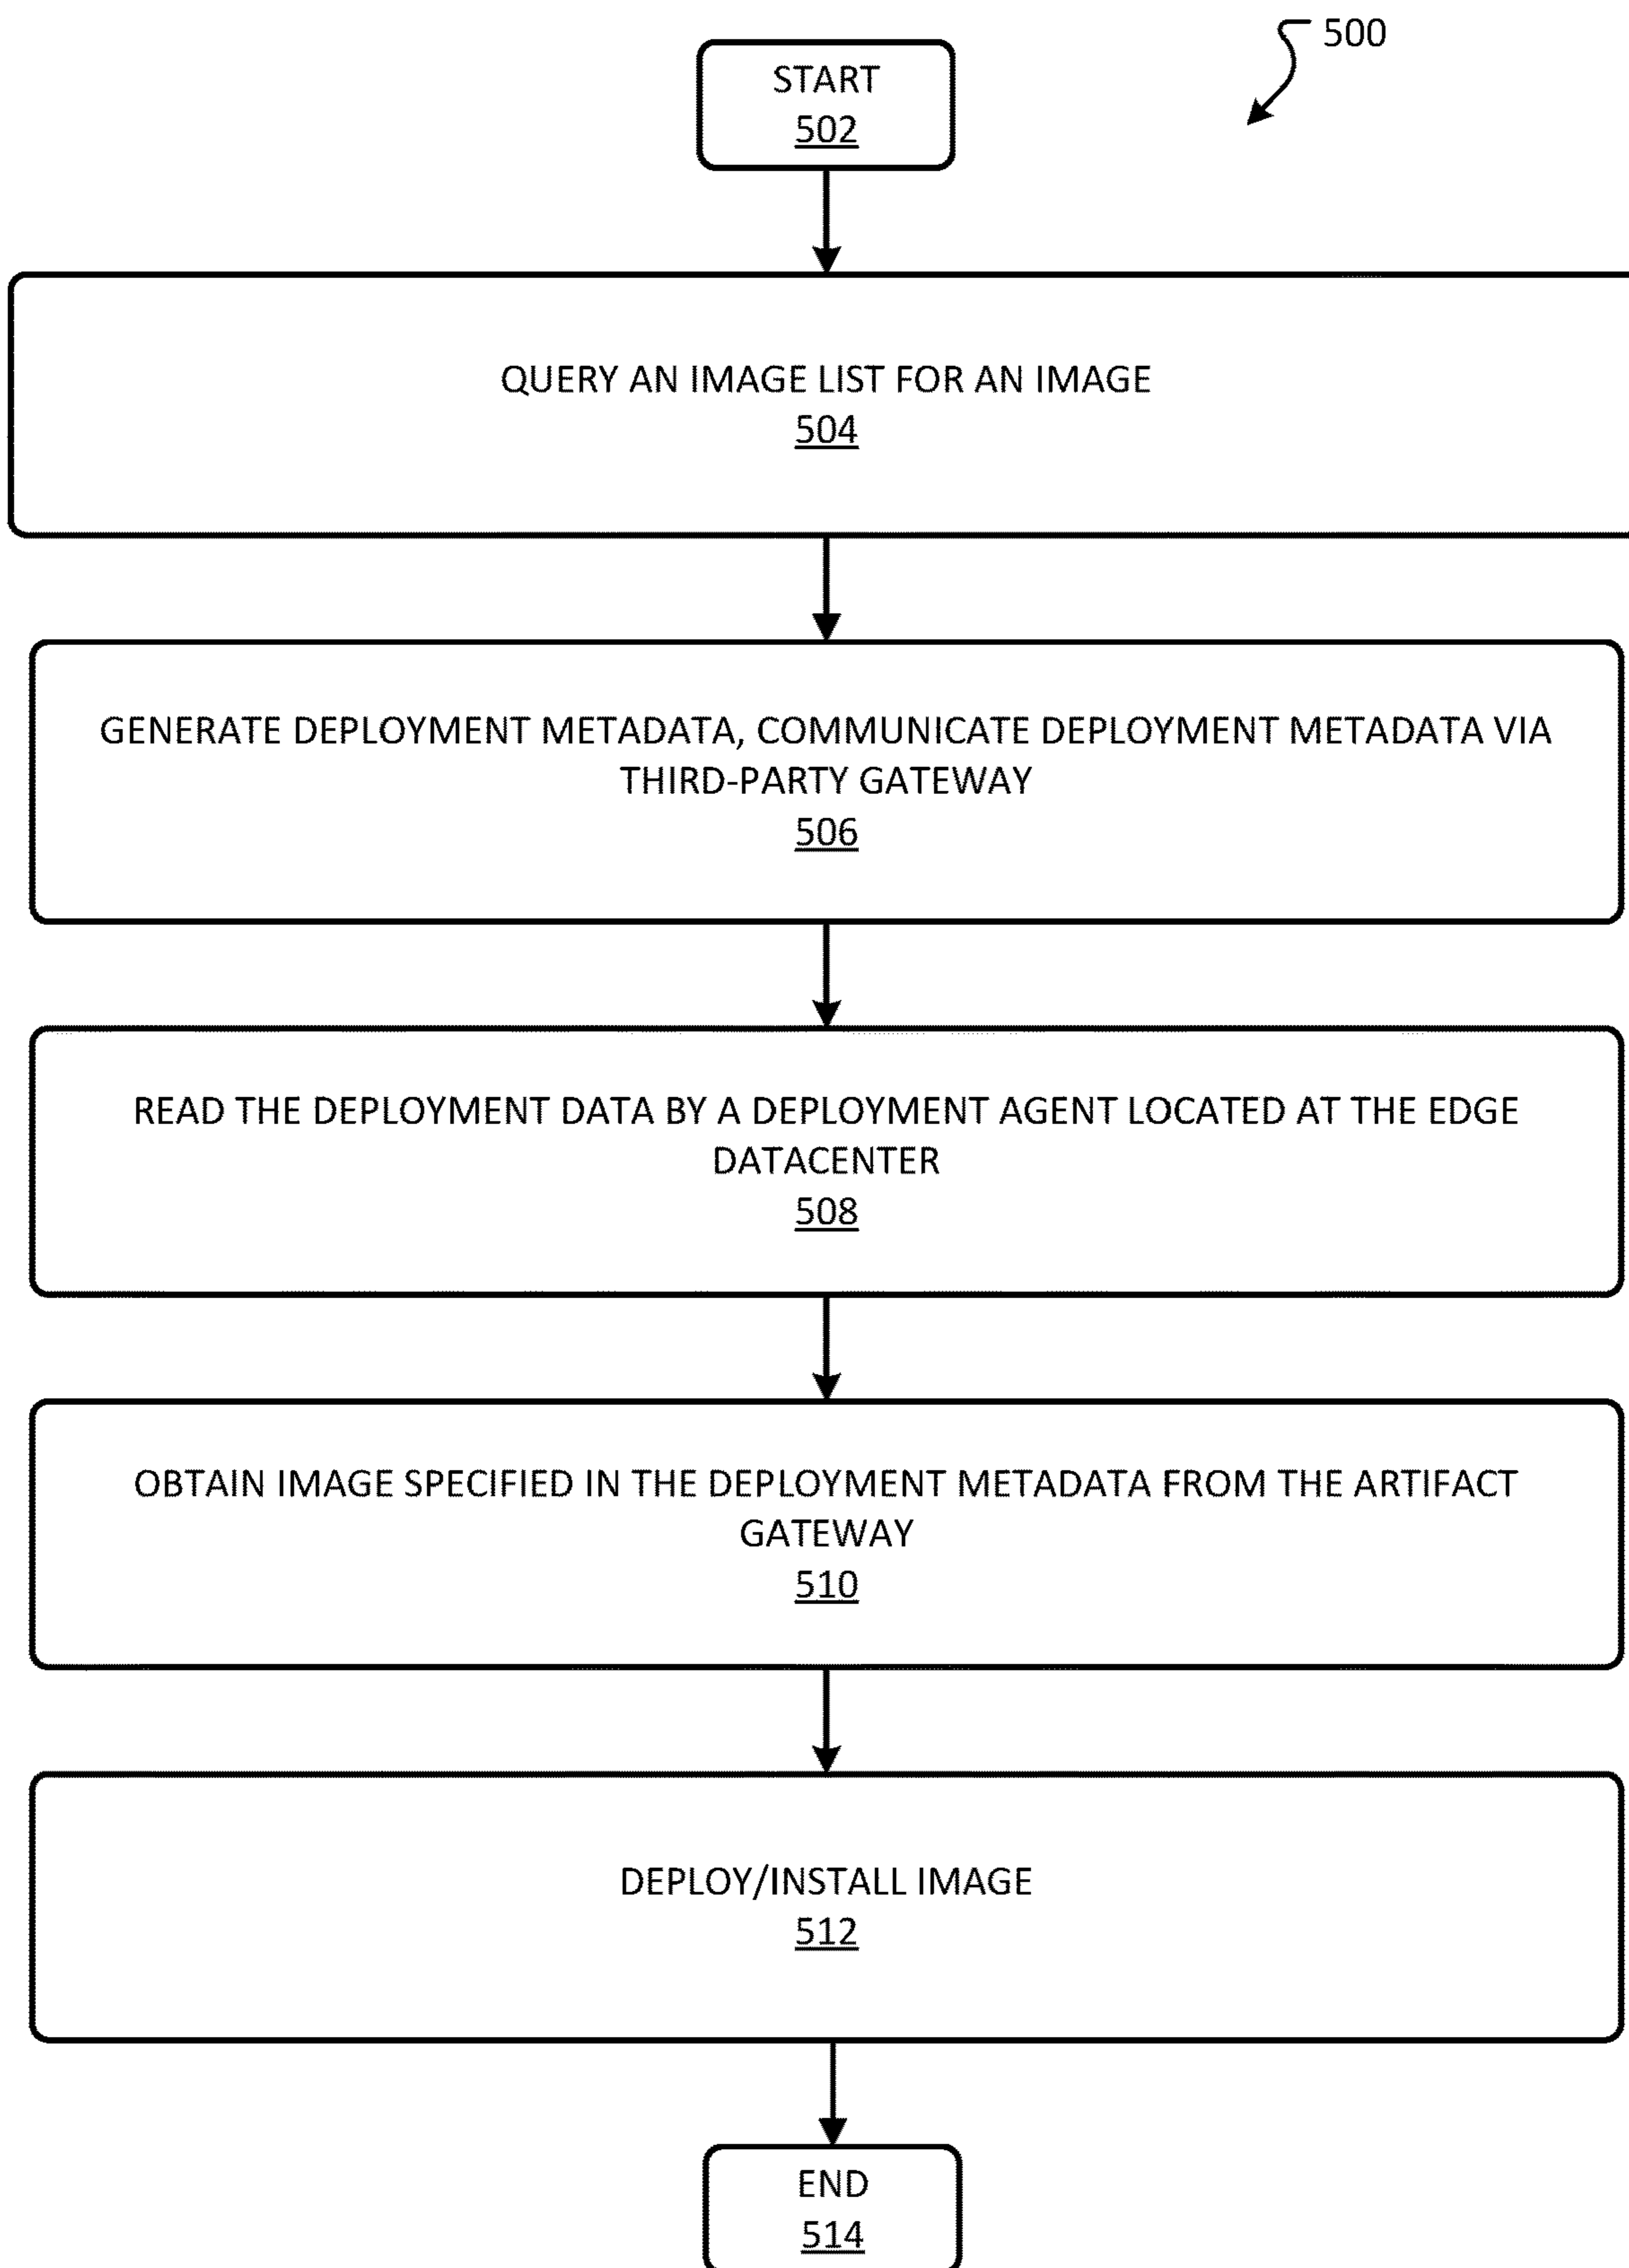 500
START
502
QUERY AN IMAGE LIST FOR AN IMAGE
504
GENERATE DEPLOYMENT METADATA, COMMUNICATE DEPLOYMENT METADATA VIA
THIRD-PARTY GATEWAY
506
READ THE DEPLOYMENT DATA BY A DEPLOYMENT AGENT LOCATED AT THE EDGE
DATACENTER
508
OBTAIN IMAGE SPECIFIED IN THE DEPLOYMENT METADATA FROM THE ARTIFACT
GATEWAY
510
DEPLOY/INSTALL IMAGE
512
END
514